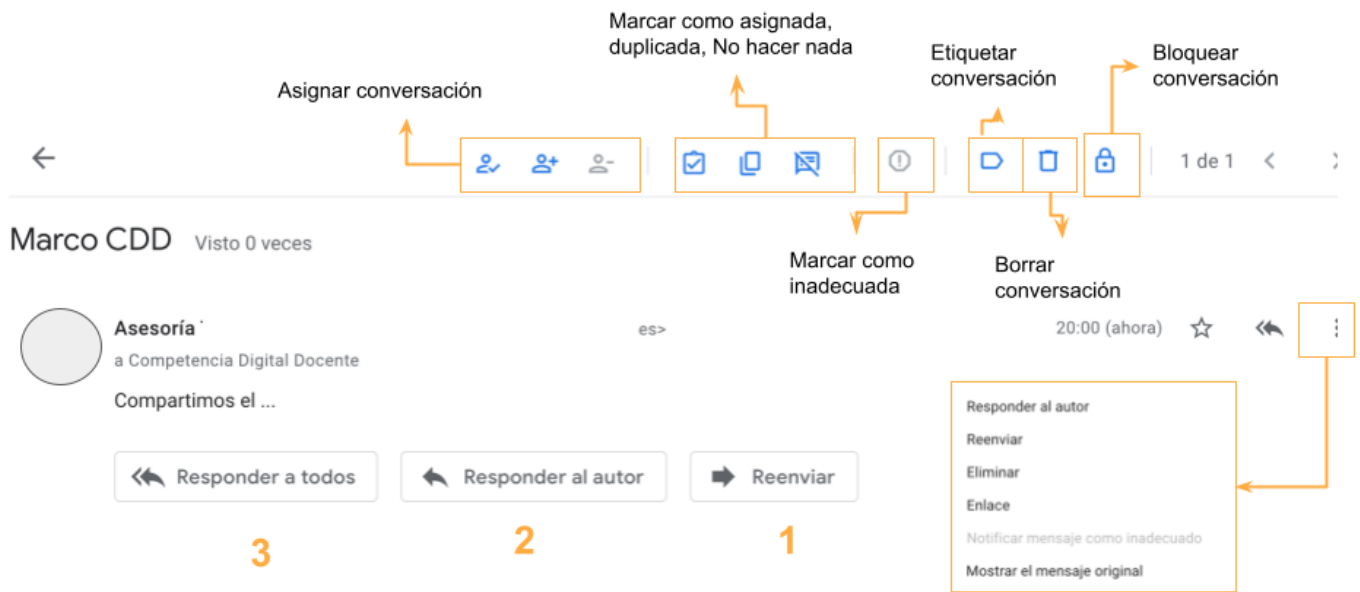 Marcar como asignada,
duplicada, No hacer nada
Etiquetar
conversación
Bloquear
conversación
Asignar conversación
1 de 1
Marco CDD Visto 0 veces
Marcar como
inadecuada
Borrar
conversación
Asesoría
es>
20:00 (ahora)
a Competencia Digital Docente
Compartimos el ...
Responder al autor
Reenviar
Eliminar
Enlace
Notificar mensaje como inadecuado
Mostrar el mensaje original
Responder a todos
Responder al autor
Reenviar
3
2
1